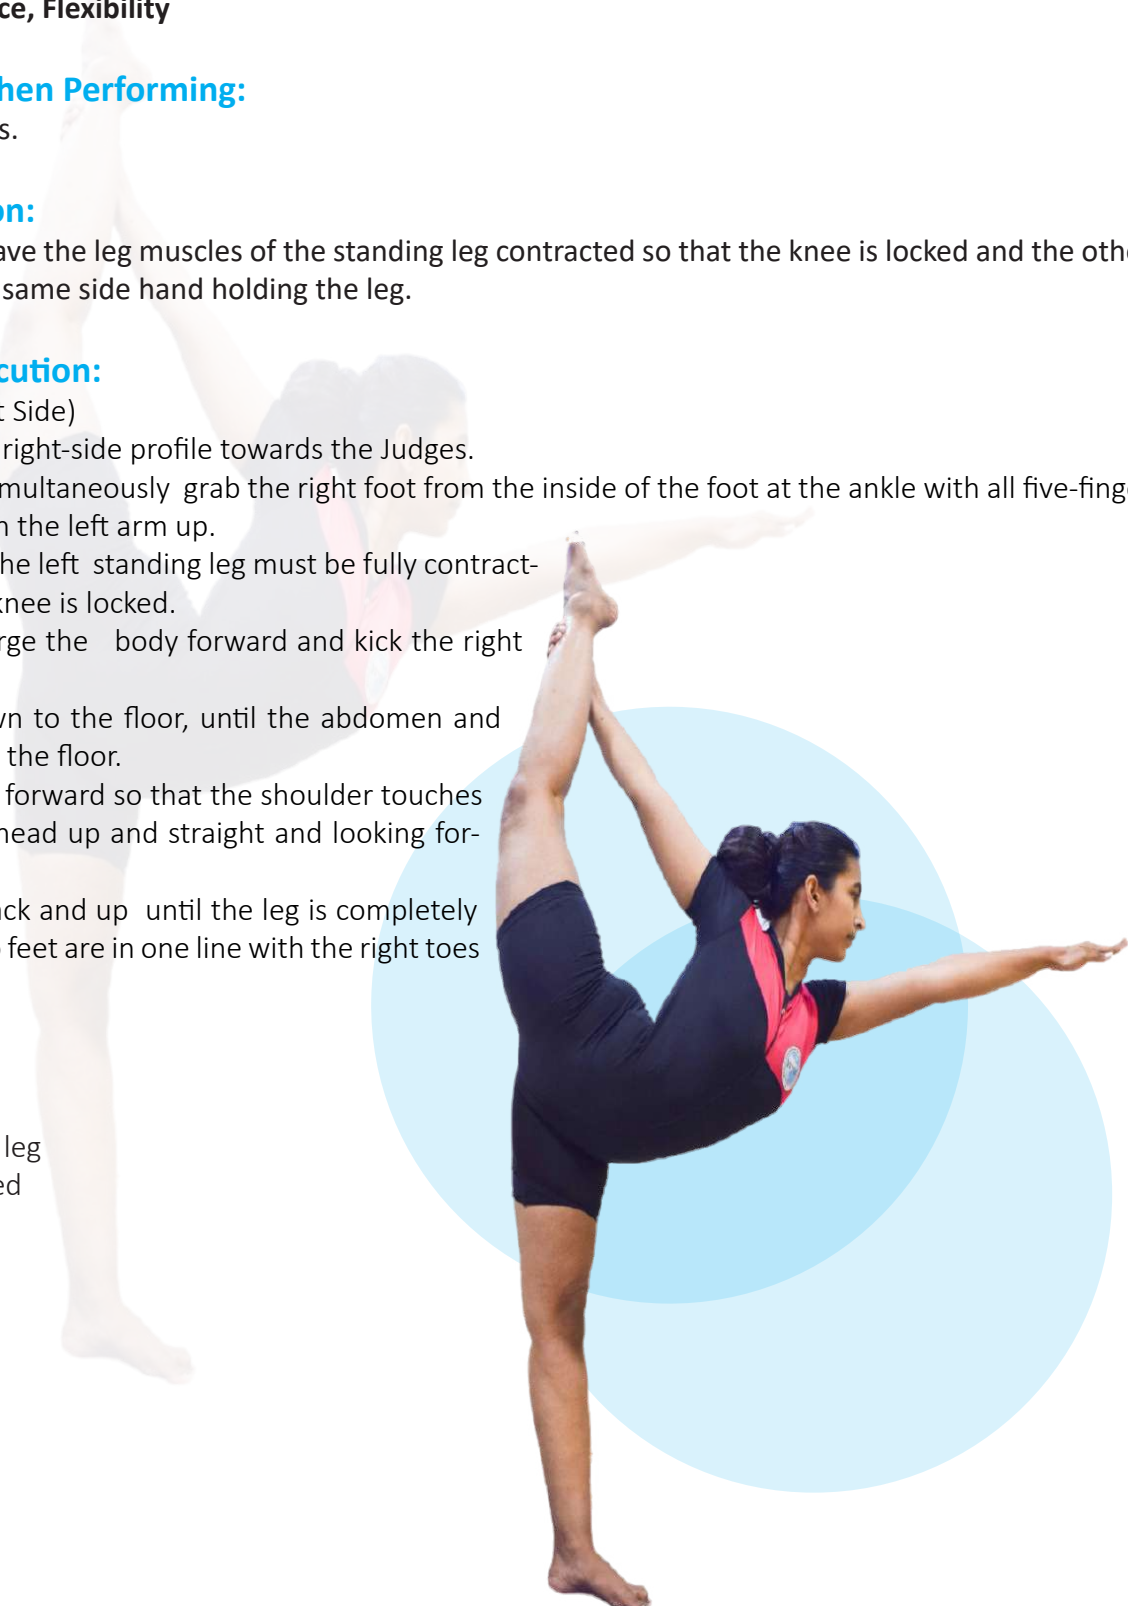 ce, Flexibility
hen Performing:
s.
on:
ave the leg muscles of the standing leg contracted so that the knee is locked and the othe
same side hand holding the leg.
cution:
t Side)
right-side profile towards the Judges.
multaneously grab the right foot from the inside of the foot at the ankle with all five-finge
n the left arm up.
he left standing leg must be fully contract-
knee is locked.
rge the body forward and kick the right
wn to the floor, until the abdomen and
the floor.
forward so that the shoulder touches
head up and straight and looking for-
ack and up until the leg is completely
o feet are in one line with the right toes
leg
ed